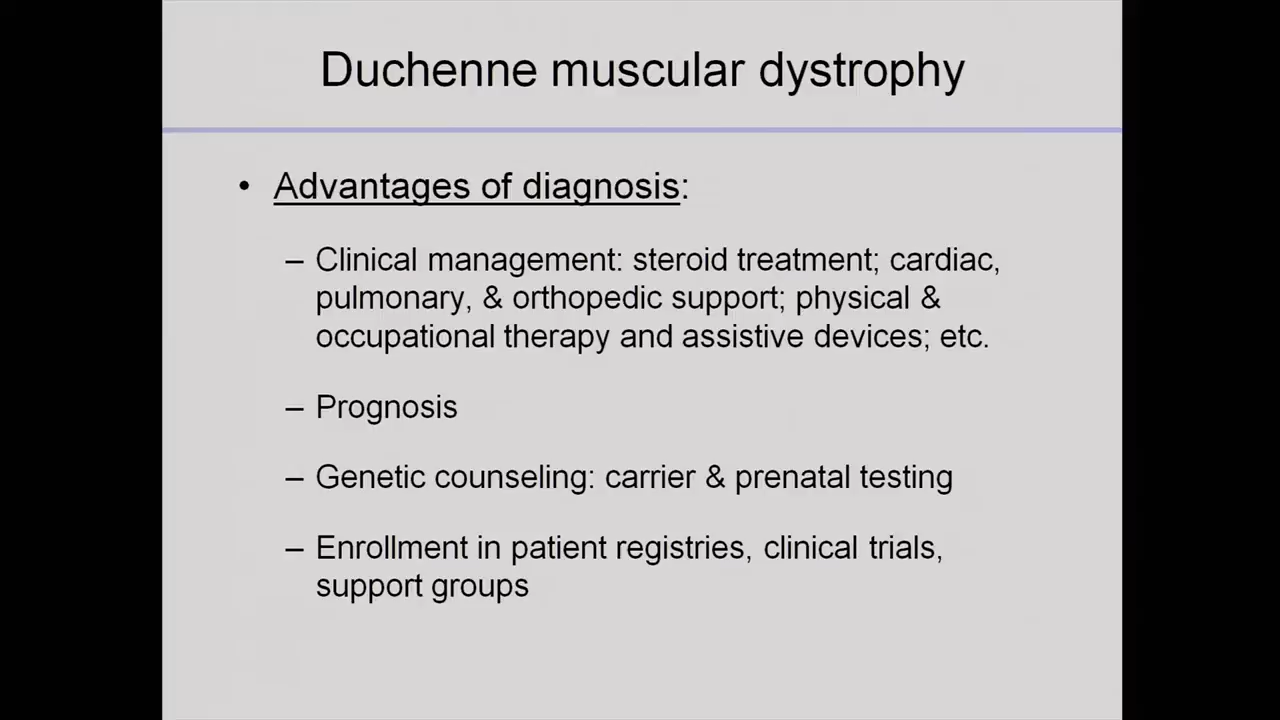 Duchenne muscular dystrophy
• Advantages of diagnosis:
– Clinical management: steroid treatment; cardiac,
pulmonary, & orthopedic support; physical &
occupational therapy and assistive devices; etc.
– Prognosis
– Genetic counseling: carrier & prenatal testing
– Enrollment in patient registries, clinical trials,
support groups